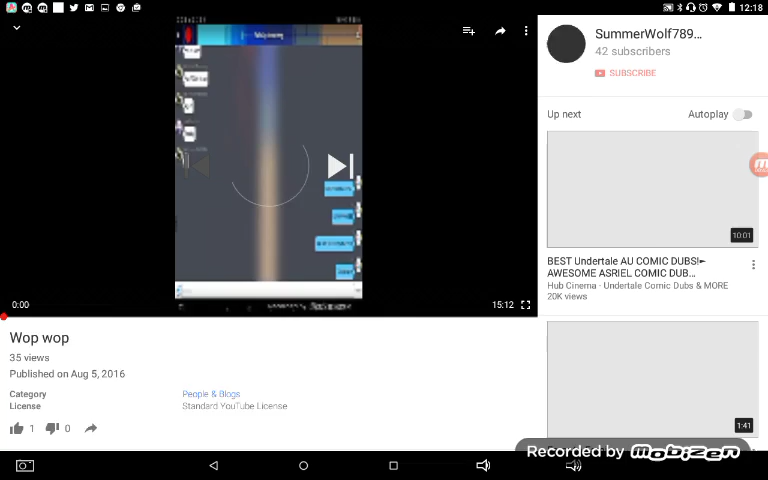 12:18
SummerWolf789...
42 subscribers
SUBSCRIBE
Up next
Autoplay
0:00
15:12
10:01
BEST Undertale AU COMIC DUBS!►
AWESOME ASRIEL COMIC DUB...
Hub Cinema - Undertale Comic Dubs & MORE
20K views
Wop wop
35 views
Published on Aug 5, 2016
Category People & Blogs
License Standard YouTube License
1 0
1:41
Recorded by mobizen